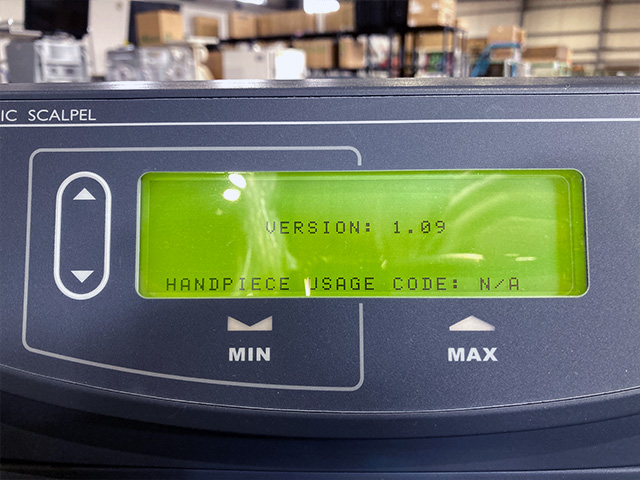 IC SCALPEL
VERSION: 1.09
HANDPIECE USAGE CODE: N/A
MIN
MAX